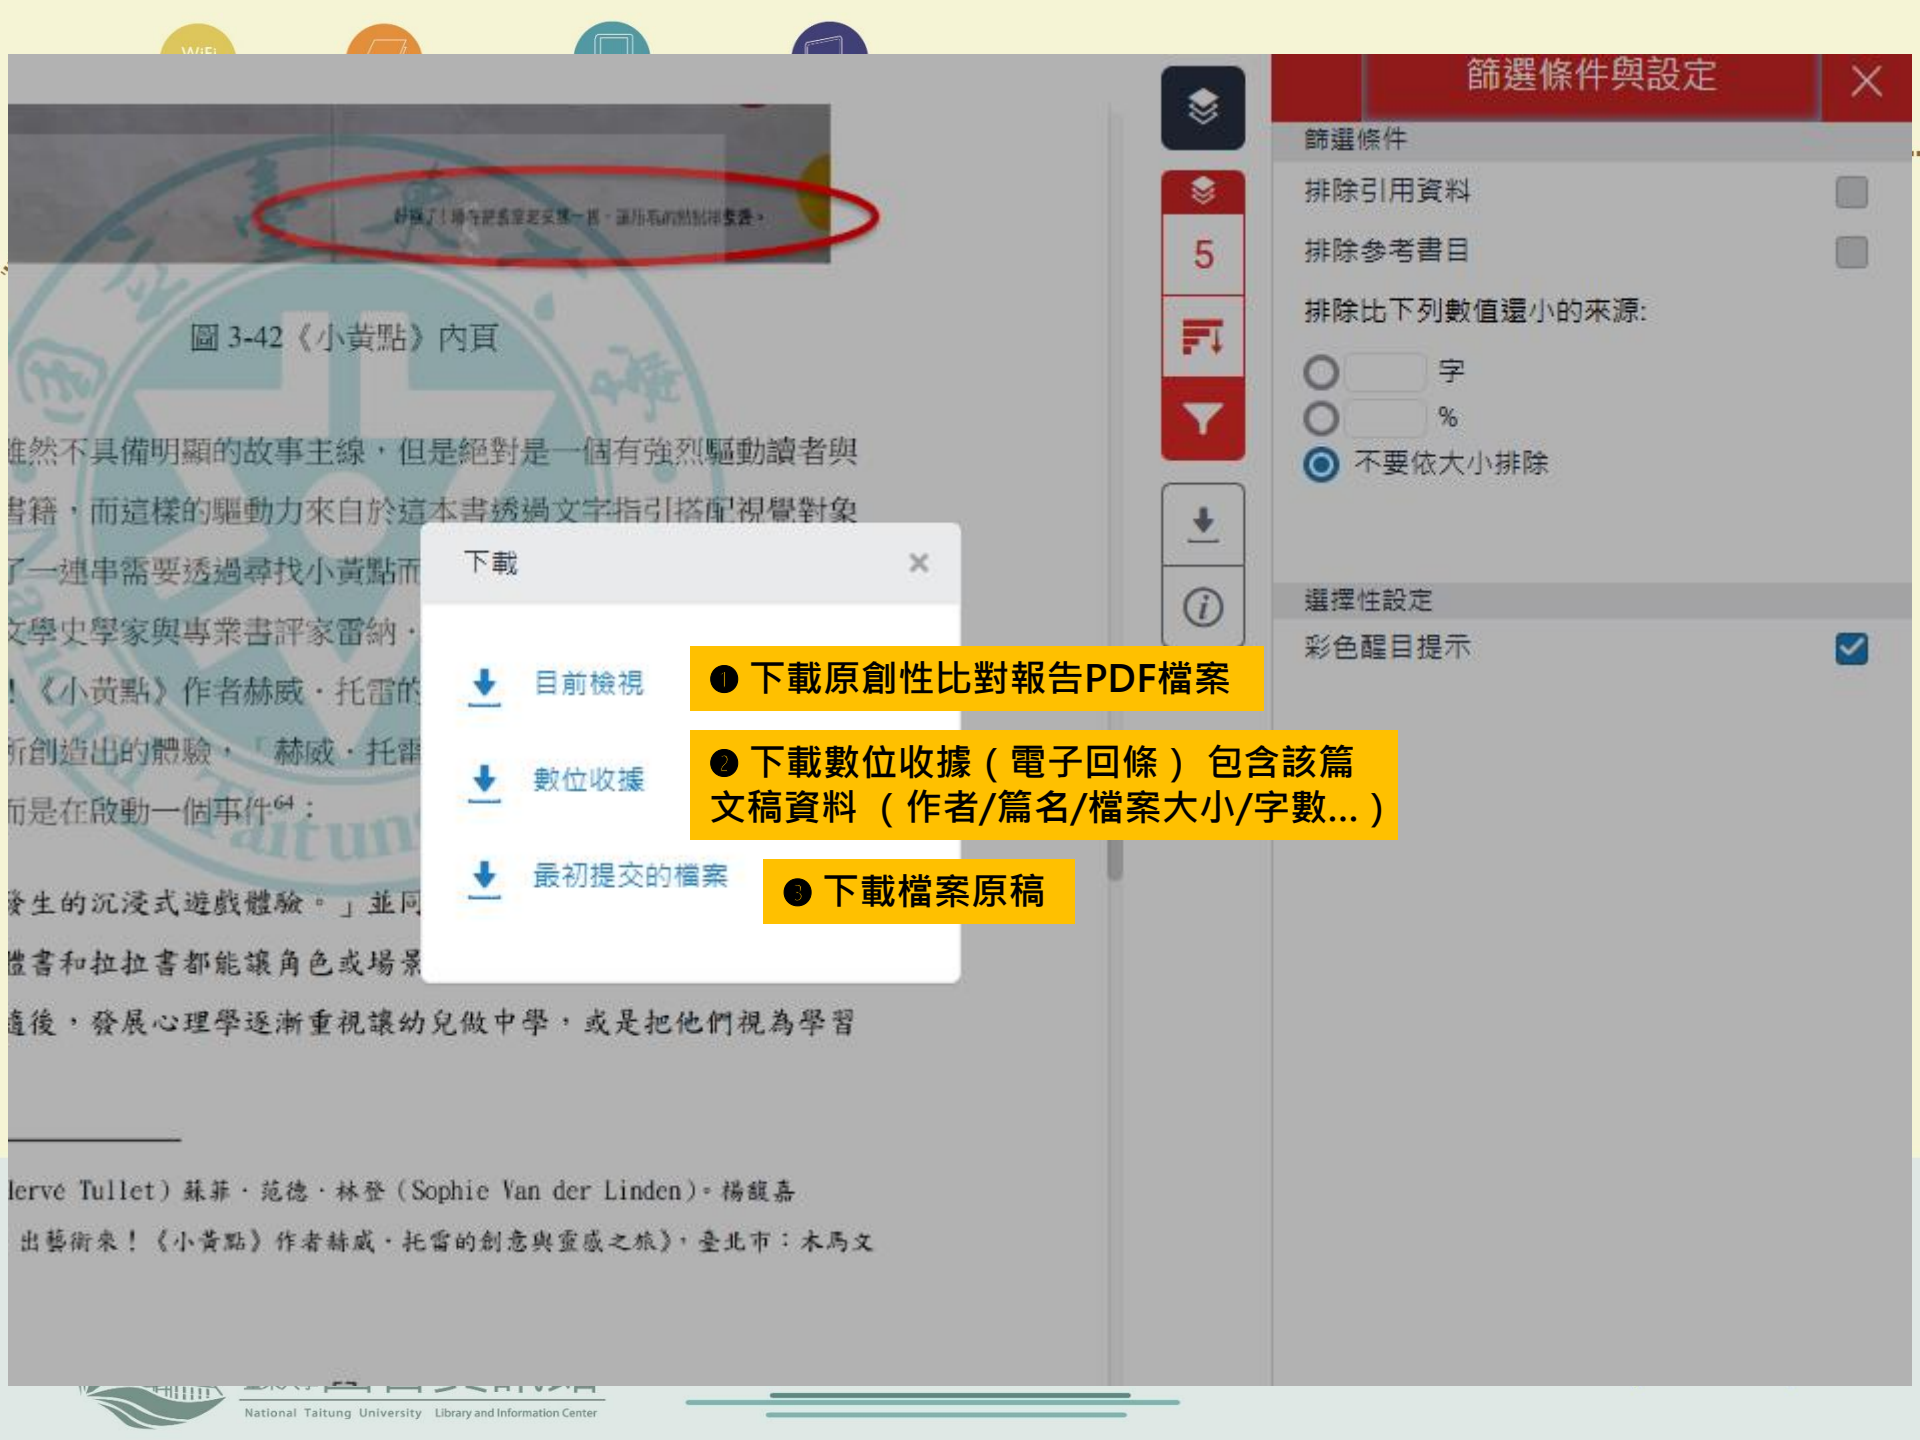 篩選條件與設定
篩選條件
排除引用資料
排除參考書目
排除比下列數值還小的來源:
字
%
不要依大小排除
選擇性設定
彩色醒目提示
5
圖 3-42《小黃點》內頁
雖然不具備明顯的故事主線，但是絕對是一個有強烈驅動讀者與
書籍，而這樣的驅動力來自於這本書透過文字指引搭配視覺對象
了一連串需要透過尋找小黃點而
文學史學家與專業書評家雷納·
！《小黃點》作者赫威·托雷的
所創造出的體驗，「赫威·托雷
而是在啟動一個事件64：
發生的沉浸式遊戲體驗。」並同
體書和拉拉書都能讓角色或場景
隨後，發展心理學逐漸重視讓幼兒做中學，或是把他們視為學習
下載
目前檢視
❶ 下載原創性比對報告PDF檔案
數位收據
❷ 下載數位收據（電子回條） 包含該篇
文稿資料 （作者/篇名/檔案大小/字數...）
最初提交的檔案
❸ 下載檔案原稿
Hervé Tullet) 蘇菲·范德·林登 (Sophie Van der Linden)。楊馥嘉
出藝術來！《小黃點》作者赫威·托雷的創意與靈感之旅》，臺北市：木馬文
National Taitung University Library and Information Center